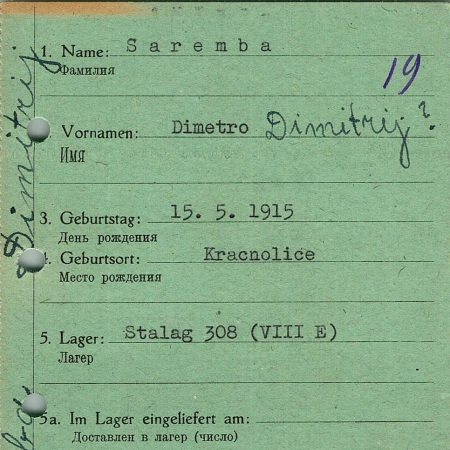 1. Name: Saremba
Фамилия
19
Vornamen: Dimetro Dimitrij?
Имя
3. Geburtstag: 15. 5. 1915
День рождения
4. Geburtsort: Kracnolice
Место рождения
5. Lager: Stalag 308 (VIII E)
Лагер
5a. Im Lager eingeliefert am:
Доставлен в лагер (число)
Dimitrij